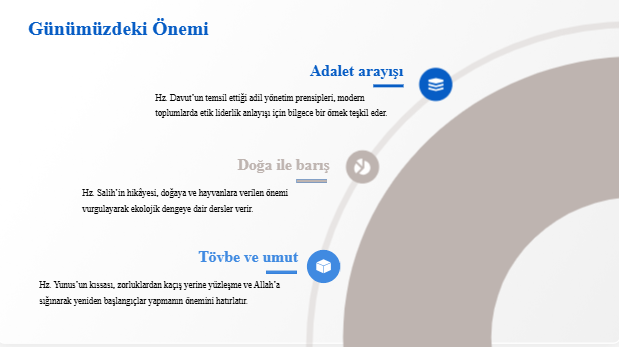 Günümüzdeki Önemi
Adalet arayışı
Hz. Davut’un temsil ettiği adil yönetim prensipleri, modern
toplumlarda etik liderlik anlayışı için bilgece bir örnek teşkil eder.
Doğa ile barış
Hz. Salih’in hikâyesi, doğaya ve hayvanlara verilen önemi
vurgulayarak ekolojik dengeye dair dersler verir.
Tövbe ve umut
Hz. Yunus’un kıssası, zorluklardan kaçış yerine yüzleşme ve Allah’a
sığınarak yeniden başlangıçlar yapmanın önemini hatırlatır.